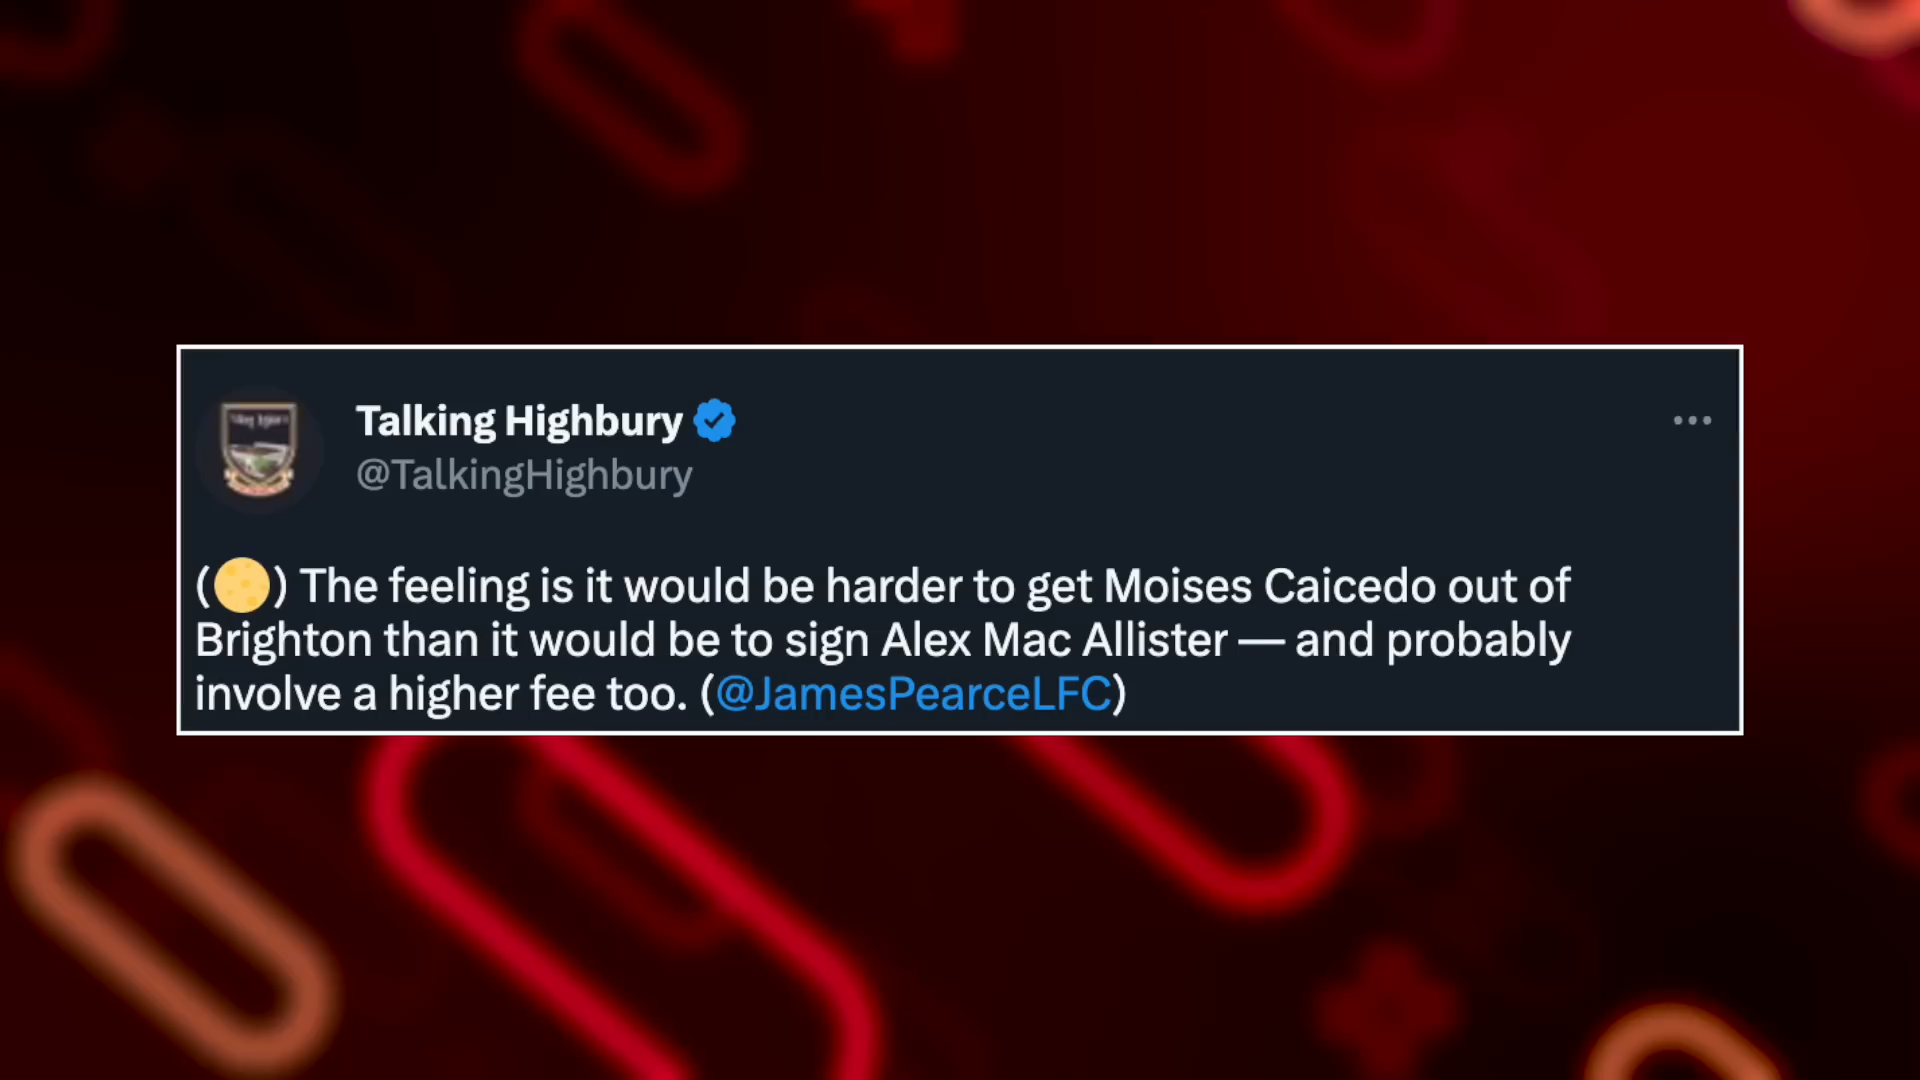 Talking Highbury
@TalkingHighbury
(🌕) The feeling is it would be harder to get Moises Caicedo out of
Brighton than it would be to sign Alex Mac Allister — and probably
involve a higher fee too. (@JamesPearceLFC)